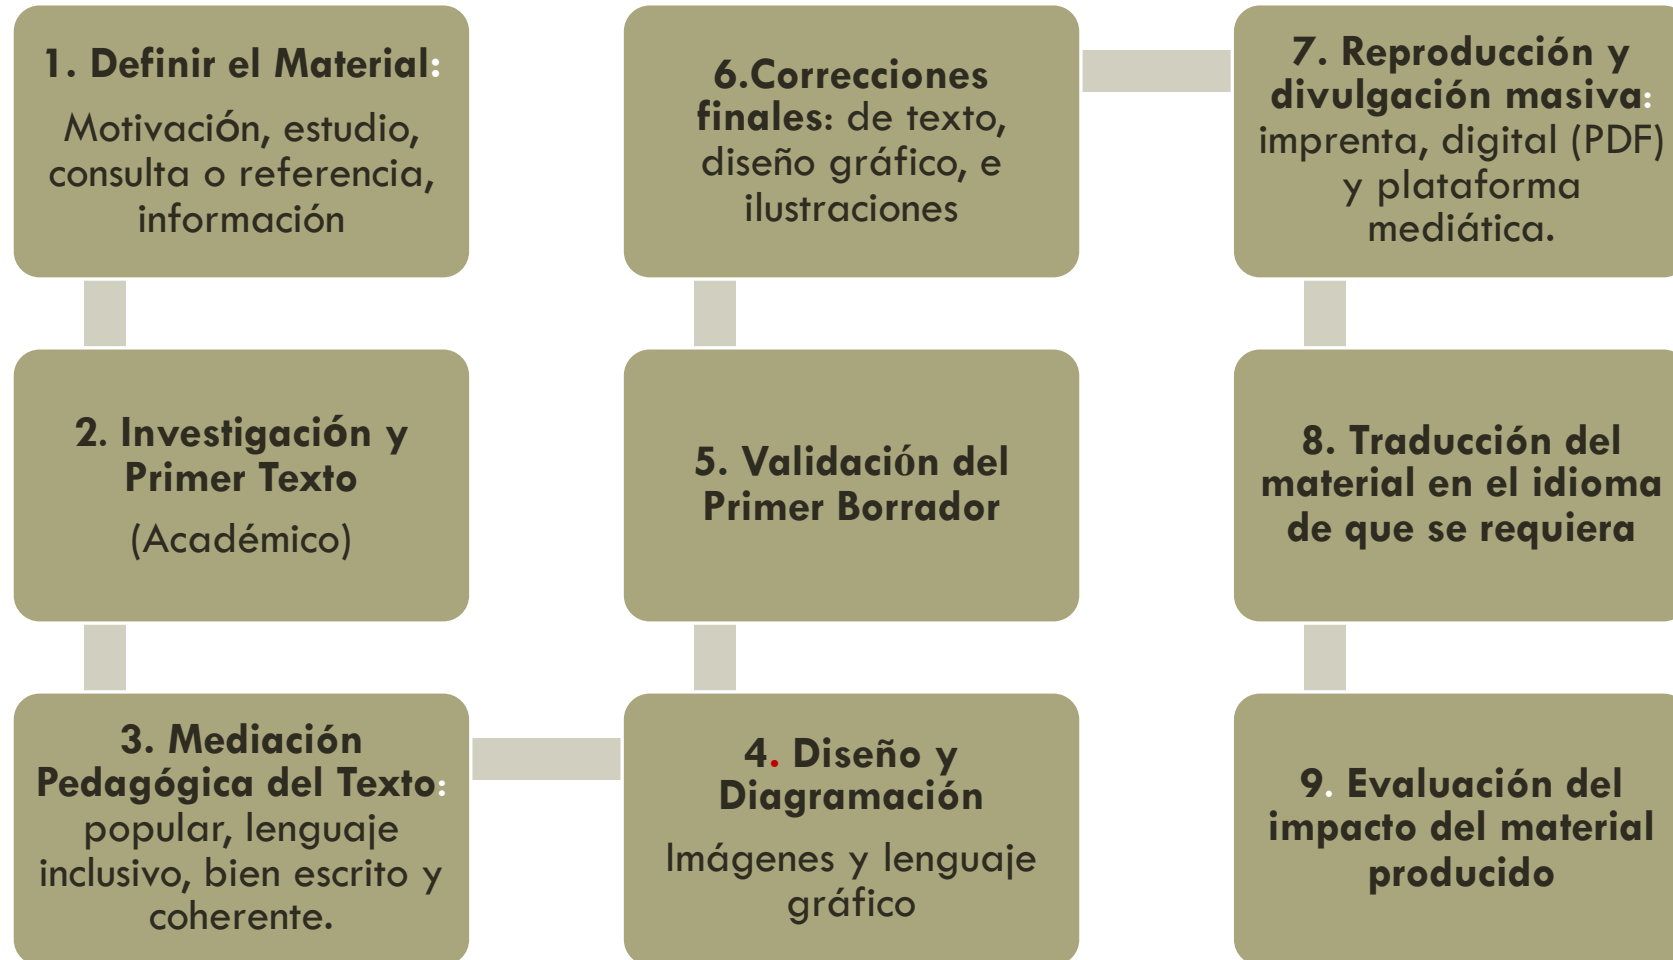 1. Definir el Material:
Motivación, estudio,
consulta o referencia,
información
2. Investigación y
Primer Texto
(Académico)
3. Mediación
Pedagógica del Texto:
popular, lenguaje
inclusivo, bien escrito y
coherente.
4. Diseño y
Diagramación
Imágenes y lenguaje
gráfico
5. Validación del
Primer Borrador
6.Correcciones
finales: de texto,
diseño gráfico, e
ilustraciones
7. Reproducción y
divulgación masiva:
imprenta, digital (PDF)
y plataforma
mediática.
8. Traducción del
material en el idioma
de que se requiera
9. Evaluación del
impacto del material
producido